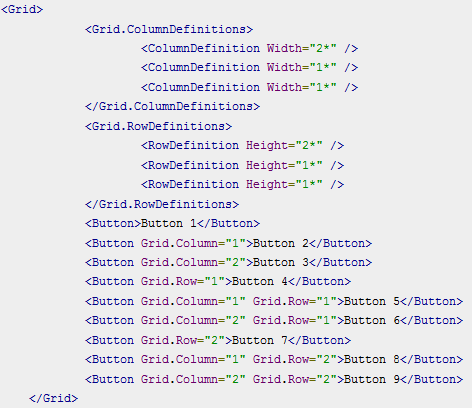 <Grid>
<Grid.ColumnDefinitions>
<ColumnDefinition Width="2*" />
<ColumnDefinition Width="1*" />
<ColumnDefinition Width="1*" />
</Grid.ColumnDefinitions>
<Grid.RowDefinitions>
<RowDefinition Height="2*" />
<RowDefinition Height="1*" />
<RowDefinition Height="1*" />
</Grid.RowDefinitions>
<Button>Button 1</Button>
<Button Grid.Column="1">Button 2</Button>
<Button Grid.Column="2">Button 3</Button>
<Button Grid.Row="1">Button 4</Button>
<Button Grid.Column="1" Grid.Row="1">Button 5</Button>
<Button Grid.Column="2" Grid.Row="1">Button 6</Button>
<Button Grid.Row="2">Button 7</Button>
<Button Grid.Column="1" Grid.Row="2">Button 8</Button>
<Button Grid.Column="2" Grid.Row="2">Button 9</Button>
</Grid>